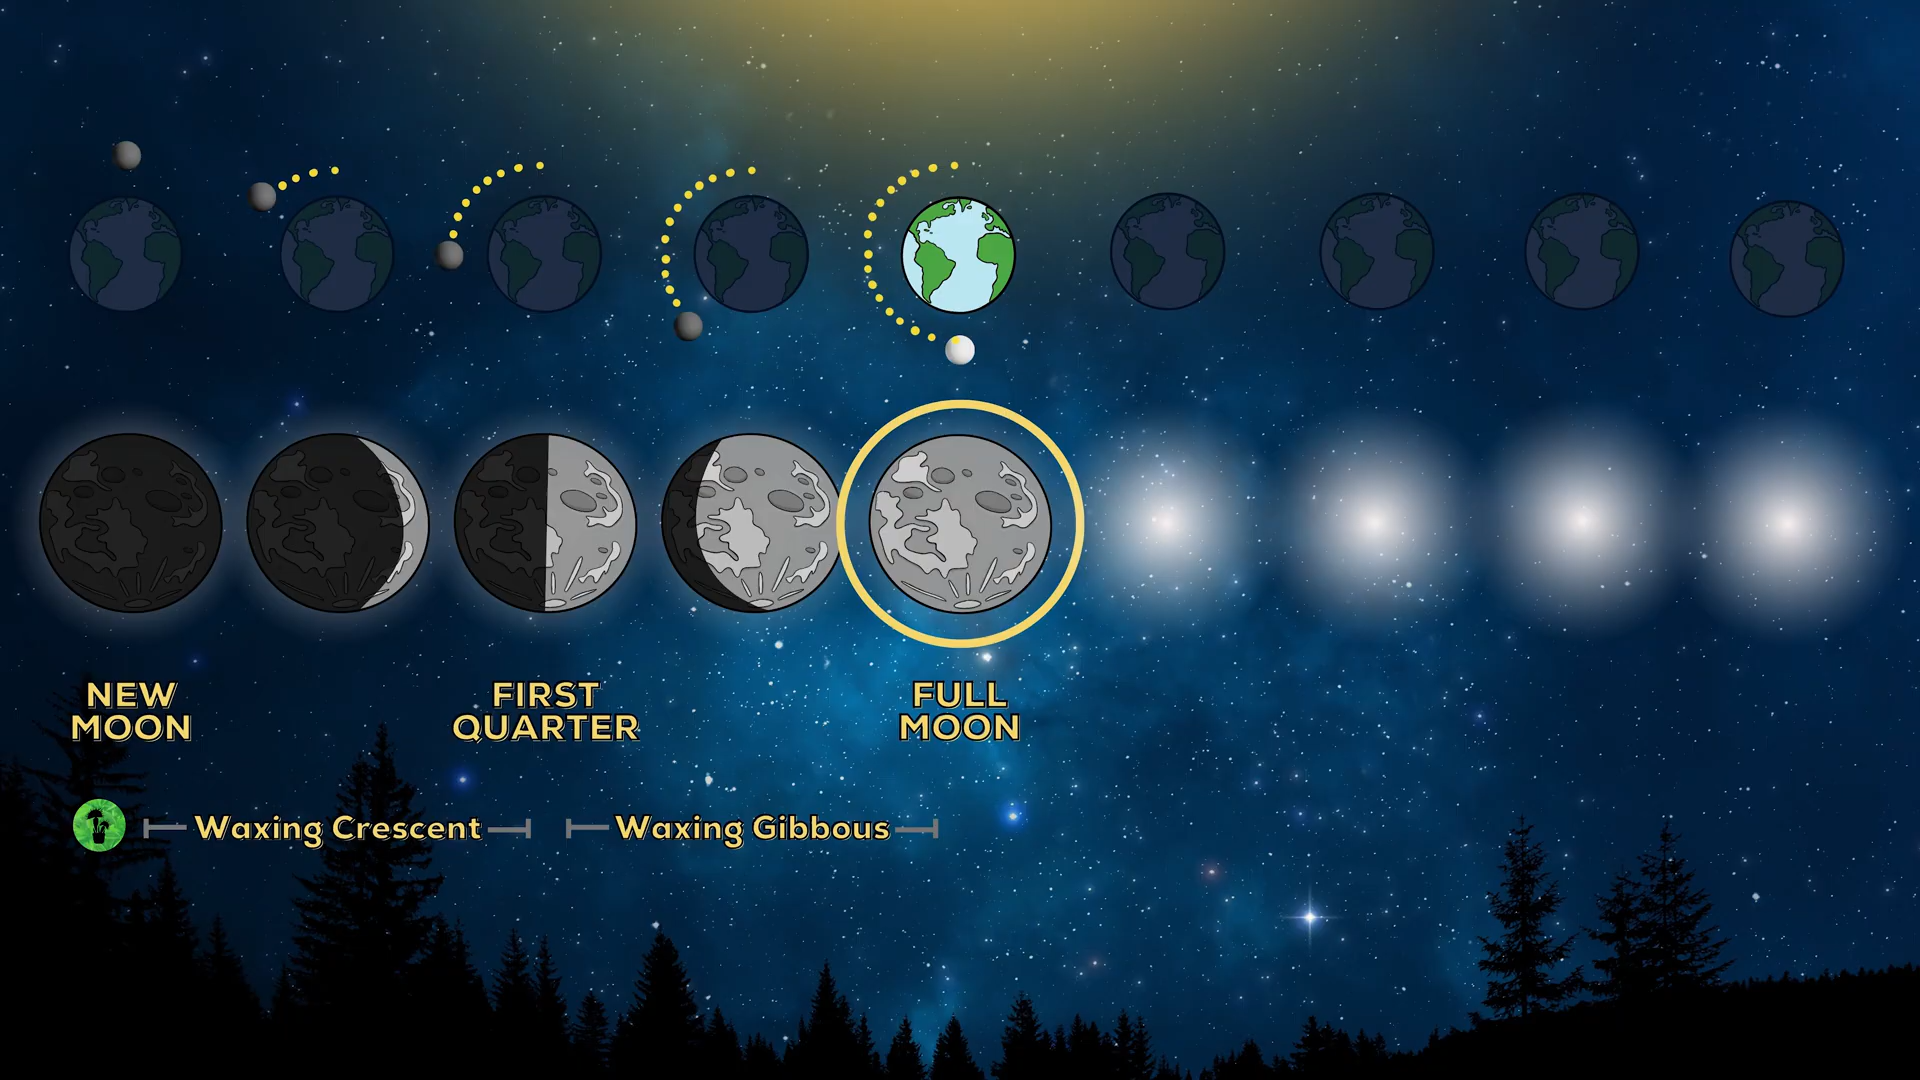 NEW
MOON
FIRST
QUARTER
FULL
MOON
Waxing Crescent
Waxing Gibbous